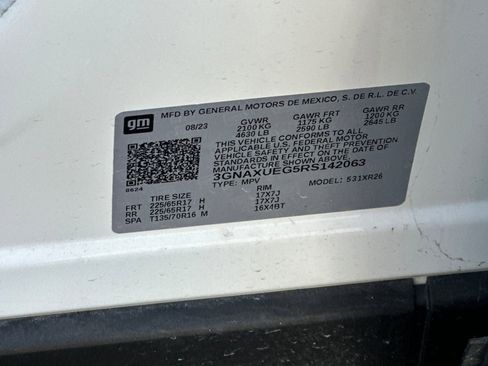 MFD BY GENERAL MOTORS DE MEXICO, S. DE R.L. DE C.V.
gm
08/23 GVWR GAWR FRT GAWR RR
2100 KG 1175 KG 1200 KG
4630 LB 2590 LB 2645 LB
THIS VEHICLE CONFORMS TO ALL
APPLICABLE U.S. FEDERAL MOTOR
VEHICLE SAFETY AND THEFT PREVENTION
STANDARDS IN EFFECT ON THE DATE OF
MANUFACTURE SHOWN ABOVE.
3GNAXUEG5RS142063
8624 TYPE: MPV MODEL: 531XR26
TIRE SIZE RIM
FRT 225/65R17 H 17X7J
RR 225/65R17 H 17X7J
SPA T135/70R16 M 16X4BT